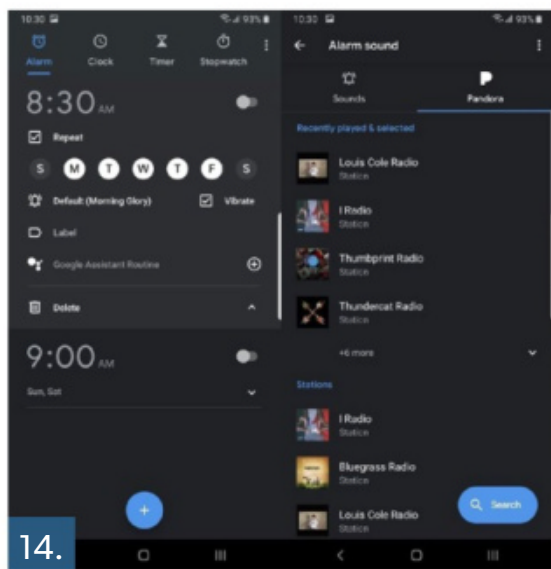 10:30 93%
Alarm Clock Timer Stopwatch
8:30 AM
Repeat
S M T W T F S
Default (Morning Glory) Vibrate
Label
Google Assistant Routine
Delete
9:00 AM
Sun, Sat
14.
10:30 93%
Alarm sound
Sounds Pandora
Recently played & selected
Louis Cole Radio
Station
I Radio
Station
Thumbprint Radio
Station
Thundercat Radio
Station
+6 more
Stations
I Radio
Station
Bluegrass Radio
Station
Louis Cole Radio
Station
Search